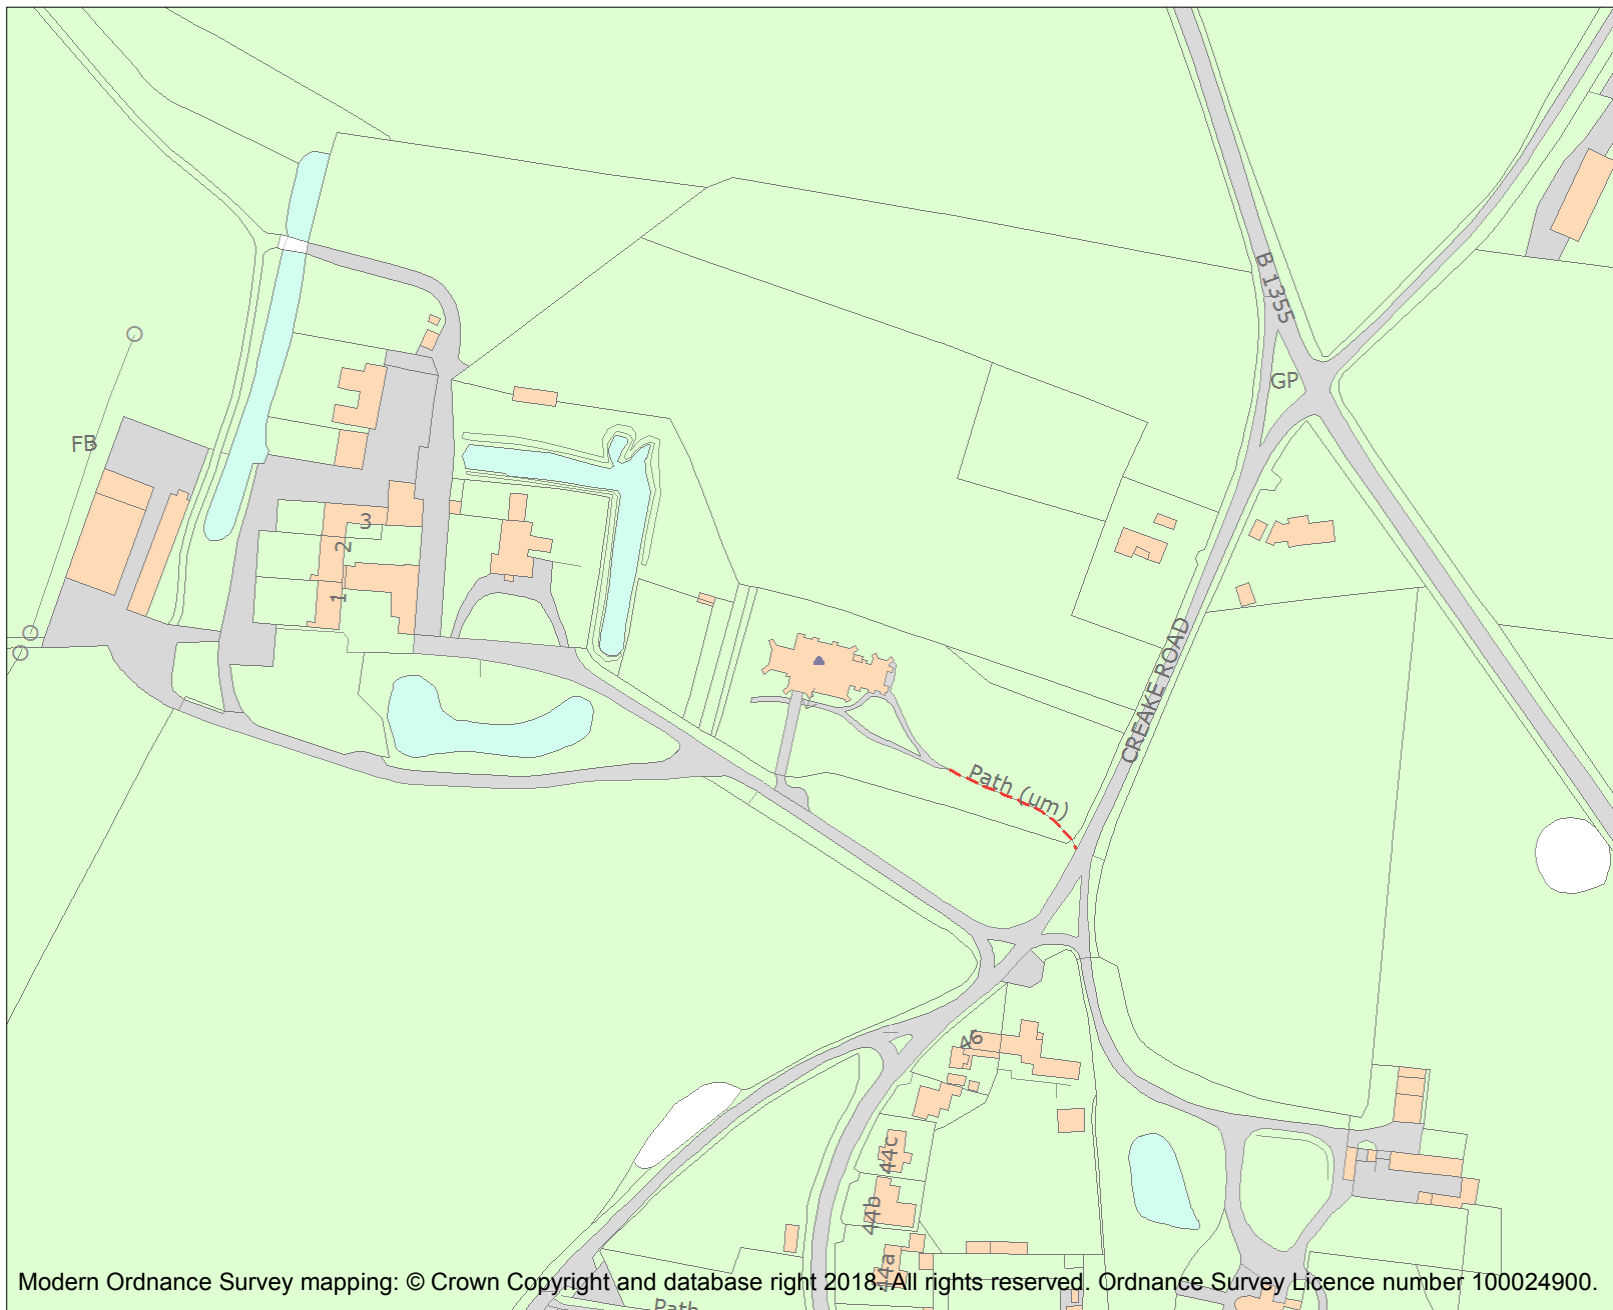 B 1355
GP
FB
3
2
1
CREAKE ROAD
Path (um)
46
44c
44b
44a
Modern Ordnance Survey mapping: © Crown Copyright and database right 2018. All rights reserved. Ordnance Survey Licence number 100024900.
Path